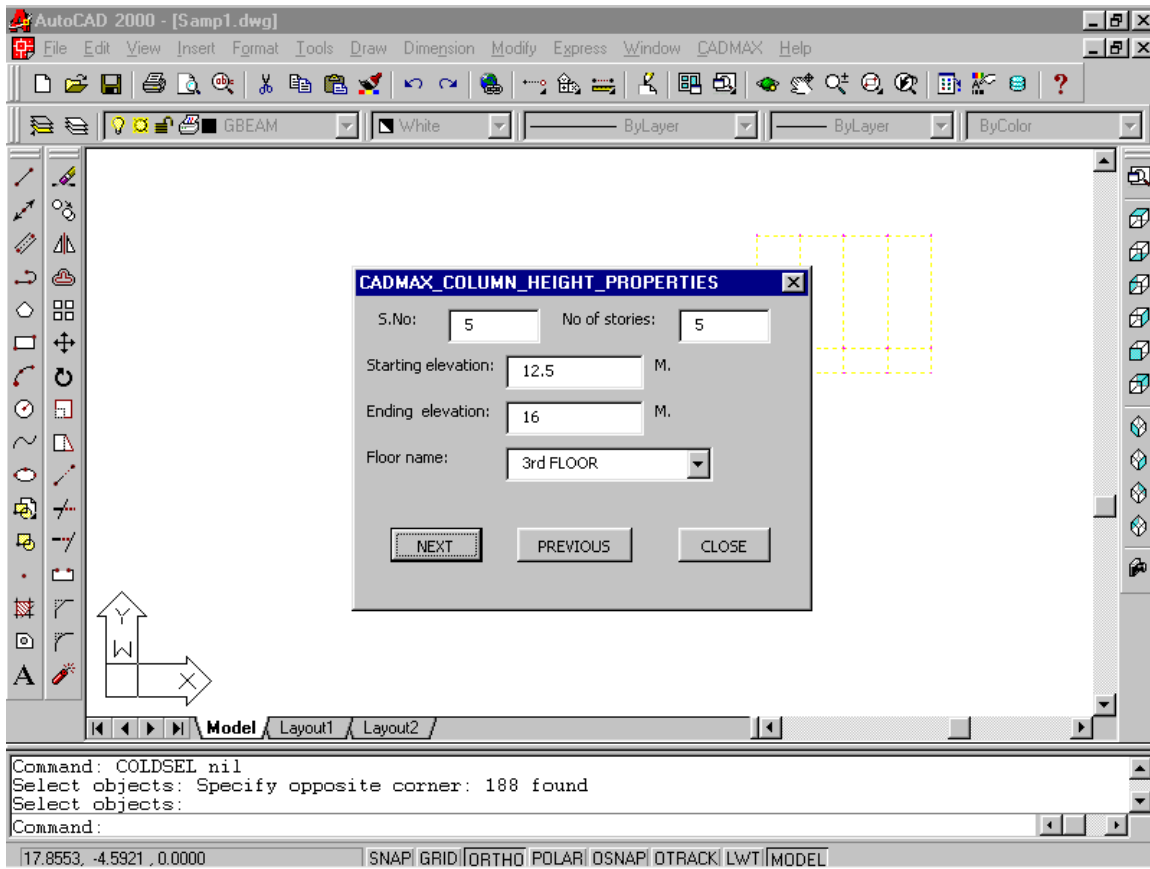 AutoCAD 2000 - [Samp1.dwg]
File Edit View Insert Format Tools Draw Dimension Modify Express Window CADMAX Help
GBEAM White ByLayer ByLayer ByColor
CADMAX_COLUMN_HEIGHT_PROPERTIES
S.No: 5 No of stories: 5
Starting elevation: 12.5 M.
Ending elevation: 16 M.
Floor name: 3rd FLOOR
NEXT PREVIOUS CLOSE
Y
W
X
A
Model Layout1 Layout2
Command: COLDSEL nil
Select objects: Specify opposite corner: 188 found
Select objects:
Command:
17.8553, -4.5921 , 0.0000 SNAP GRID ORTHO POLAR OSNAP OTRACK LWT MODEL